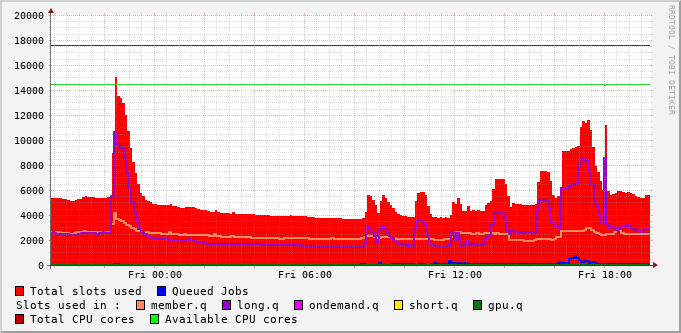 RRDTOOL / TOBI OETIKER
20000
18000
16000
14000
12000
10000
8000
6000
4000
2000
0
Fri 00:00 Fri 06:00 Fri 12:00 Fri 18:00
Total slots used Queued Jobs
Slots used in : member.q long.q ondemand.q short.q gpu.q
Total CPU cores Available CPU cores